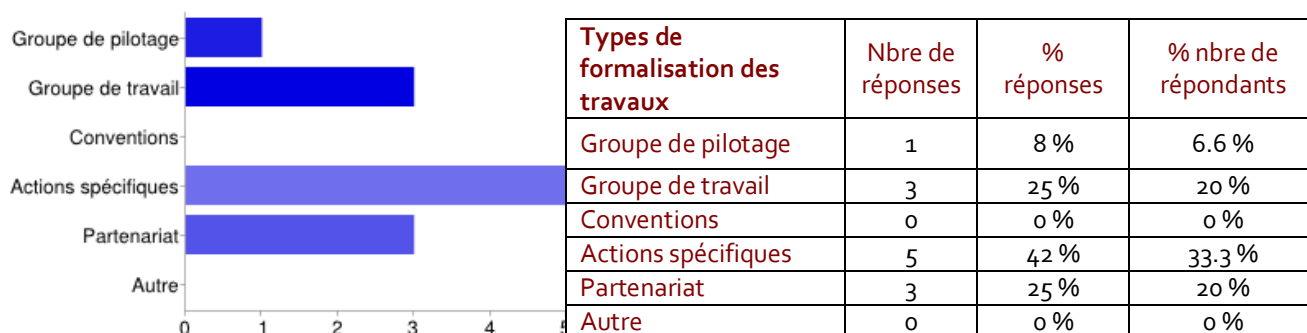 Groupe de pilotage
Groupe de travail
Conventions
Actions spécifiques
Partenariat
Autre
0 1 2 3 4 5
Types de formalisation des travaux Nbre de réponses % réponses % nbre de répondants
Groupe de pilotage 1 8 % 6.6 %
Groupe de travail 3 25 % 20 %
Conventions 0 0 % 0 %
Actions spécifiques 5 42 % 33.3 %
Partenariat 3 25 % 20 %
Autre 0 0 % 0 %